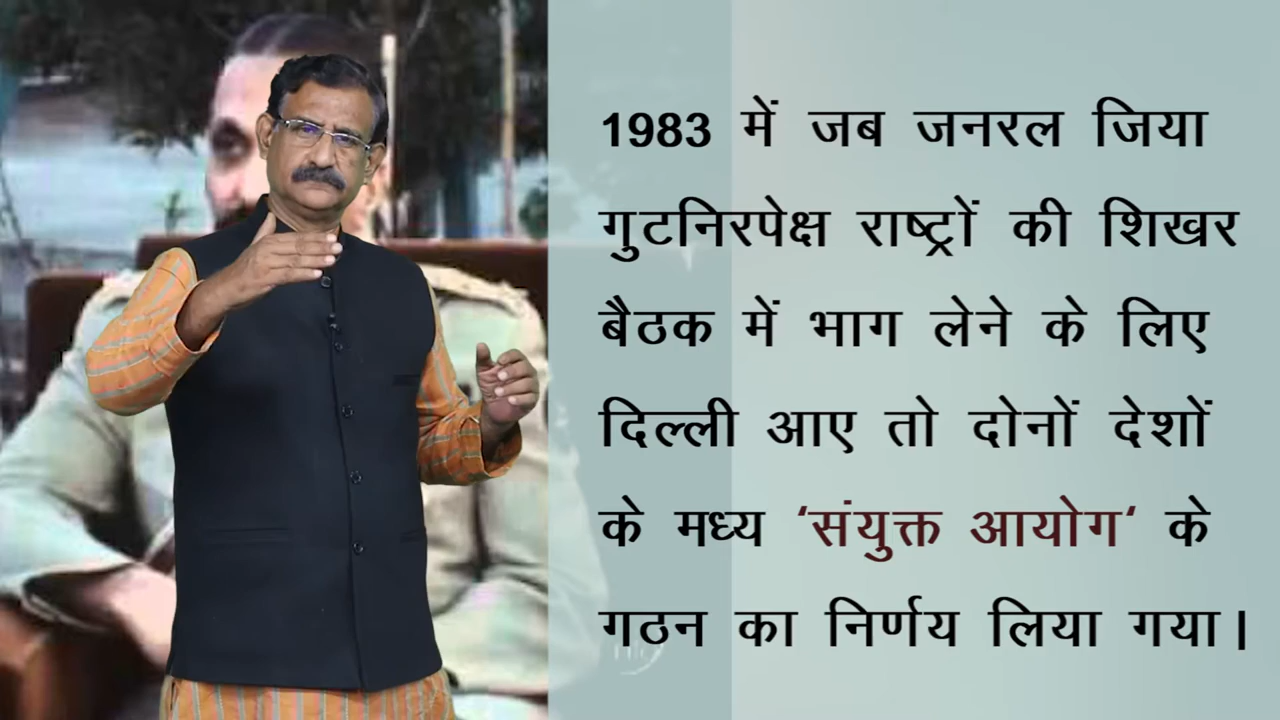 1983 में जब जनरल जिया
गुटनिरपेक्ष राष्ट्रों की शिखर
बैठक में भाग लेने के लिए
दिल्ली आए तो दोनों देशों
के मध्य ‘संयुक्त आयोग‘ के
गठन का निर्णय लिया गया।